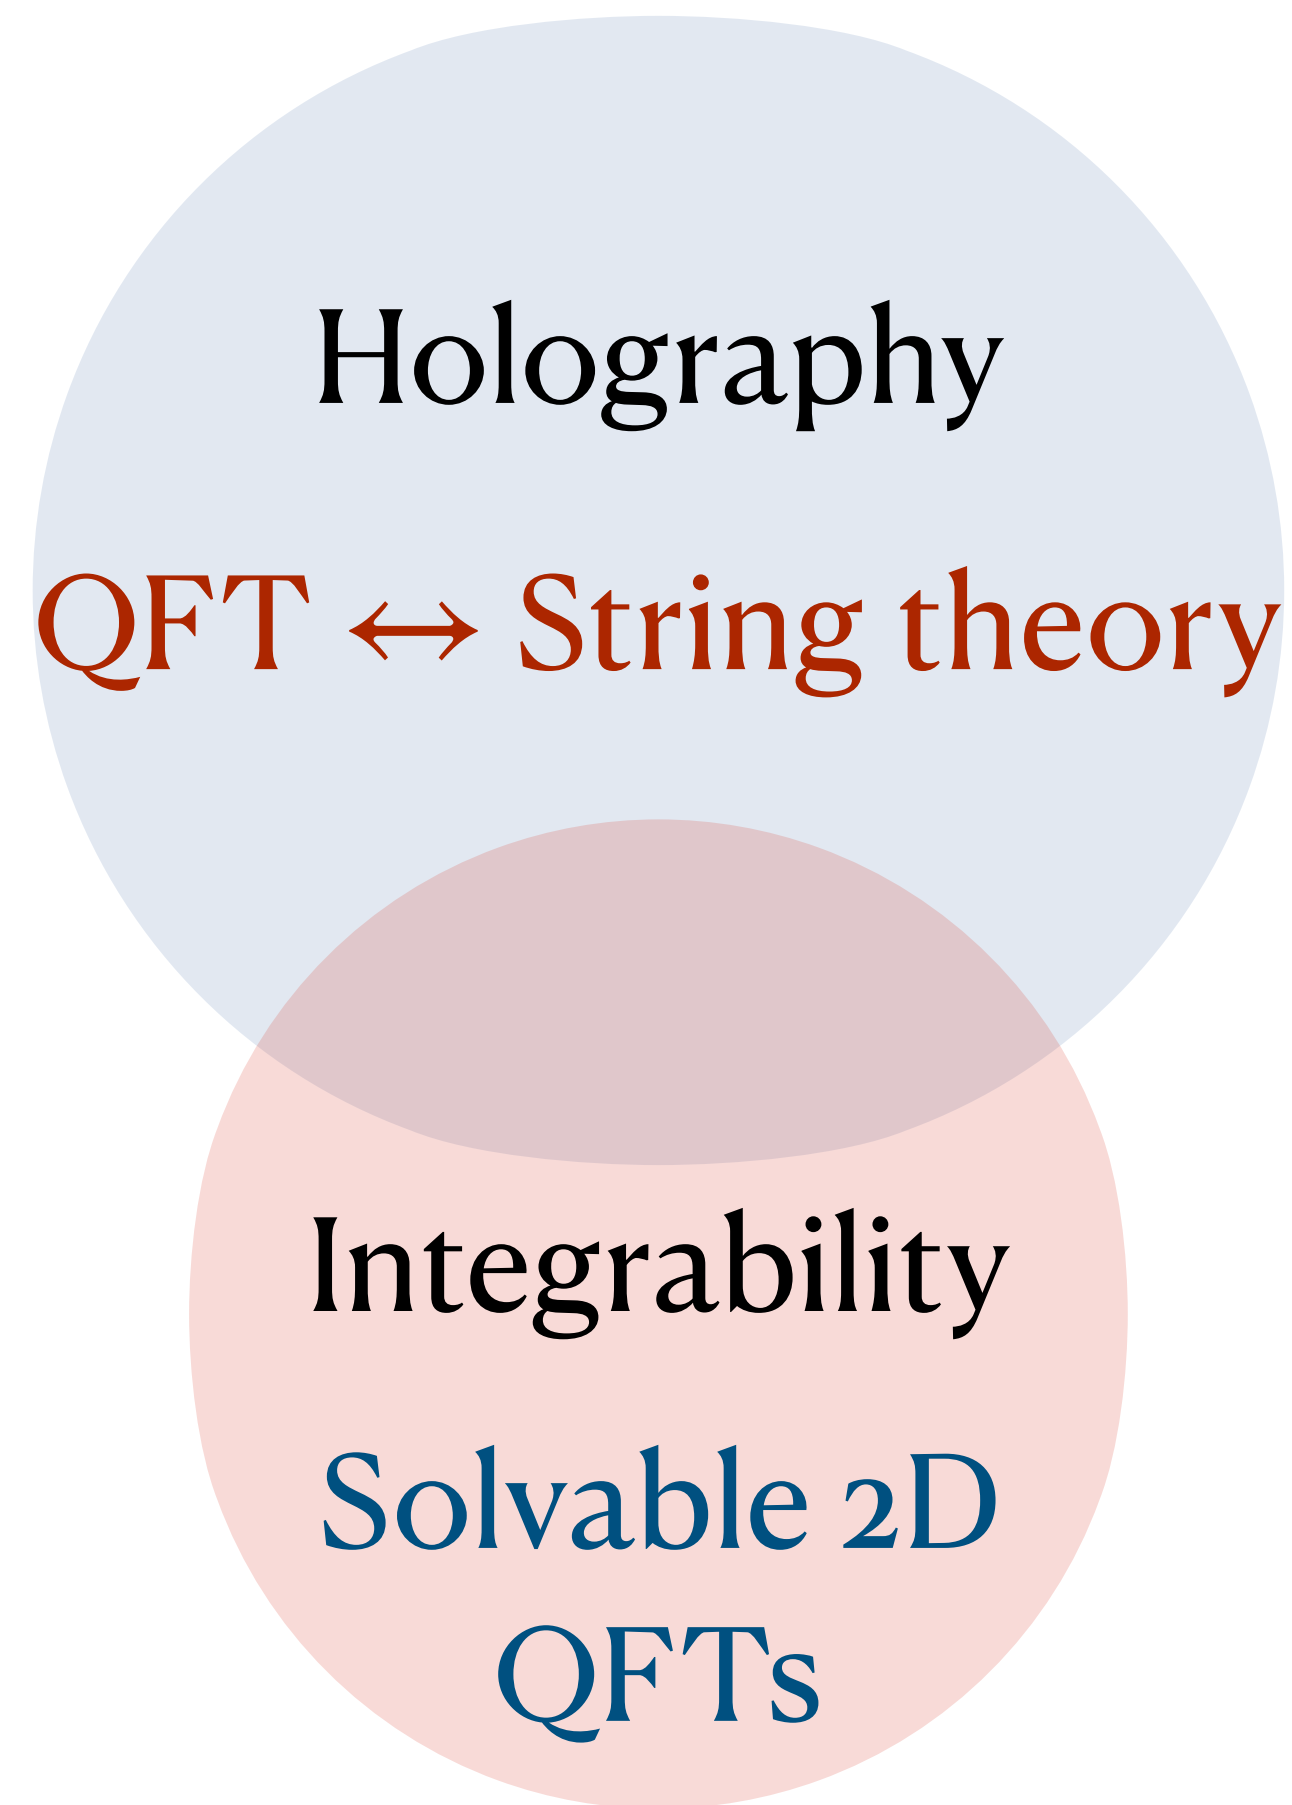 Holography
QFT ↔ String theory
Integrability
Solvable 2D
QFTs